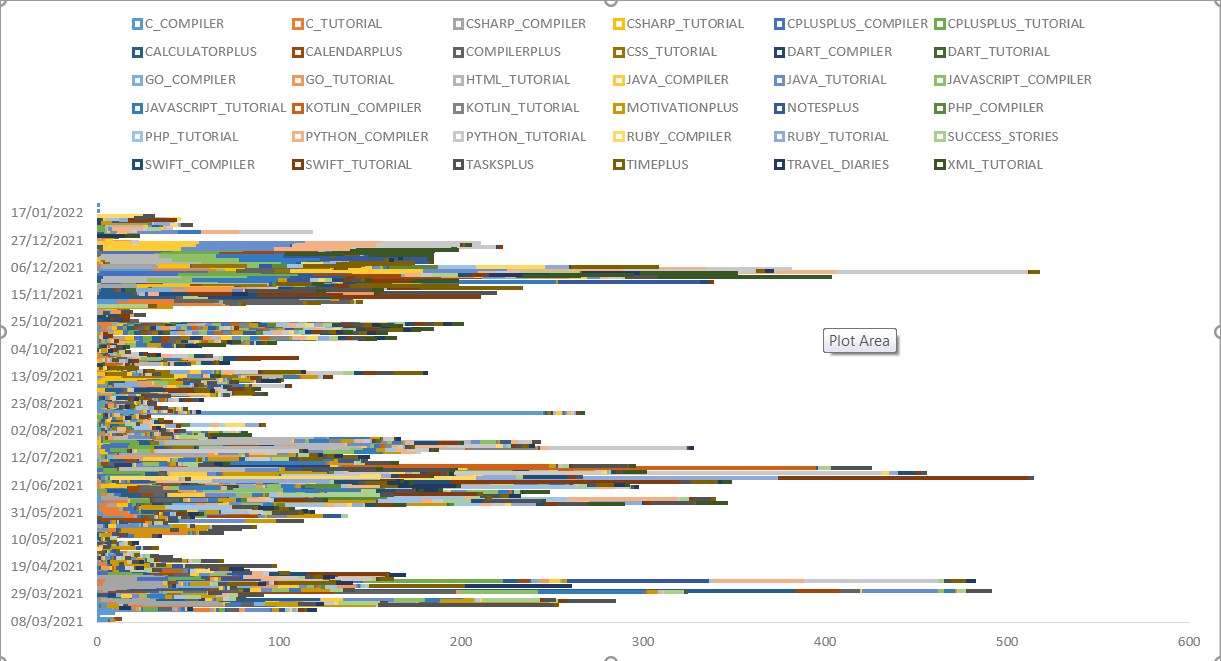 C_COMPILER C_TUTORIAL CSHARP_COMPILER CSHARP_TUTORIAL CPLUSPLUS_COMPILER CPLUSPLUS_TUTORIAL
CALCULATORPLUS CALENDARPLUS COMPILERPLUS CSS_TUTORIAL DART_COMPILER DART_TUTORIAL
GO_COMPILER GO_TUTORIAL HTML_TUTORIAL JAVA_COMPILER JAVA_TUTORIAL JAVASCRIPT_COMPILER
JAVASCRIPT_TUTORIAL KOTLIN_COMPILER KOTLIN_TUTORIAL MOTIVATIONPLUS NOTESPLUS PHP_COMPILER
PHP_TUTORIAL PYTHON_COMPILER PYTHON_TUTORIAL RUBY_COMPILER RUBY_TUTORIAL SUCCESS_STORIES
SWIFT_COMPILER SWIFT_TUTORIAL TASKSPLUS TIMEPLUS TRAVEL_DIARIES XML_TUTORIAL
17/01/2022
27/12/2021
06/12/2021
15/11/2021
25/10/2021
04/10/2021
Plot Area
13/09/2021
23/08/2021
02/08/2021
12/07/2021
21/06/2021
31/05/2021
10/05/2021
19/04/2021
29/03/2021
08/03/2021
0 100 200 300 400 500 600